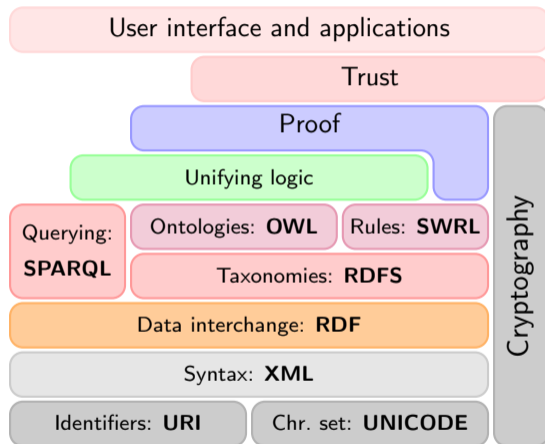 User interface and applications
Trust
Proof
Unifying logic
Querying:
SPARQL
Ontologies: OWL
Rules: SWRL
Taxonomies: RDFS
Data interchange: RDF
Syntax: XML
Identifiers: URI
Chr. set: UNICODE
Cryptography